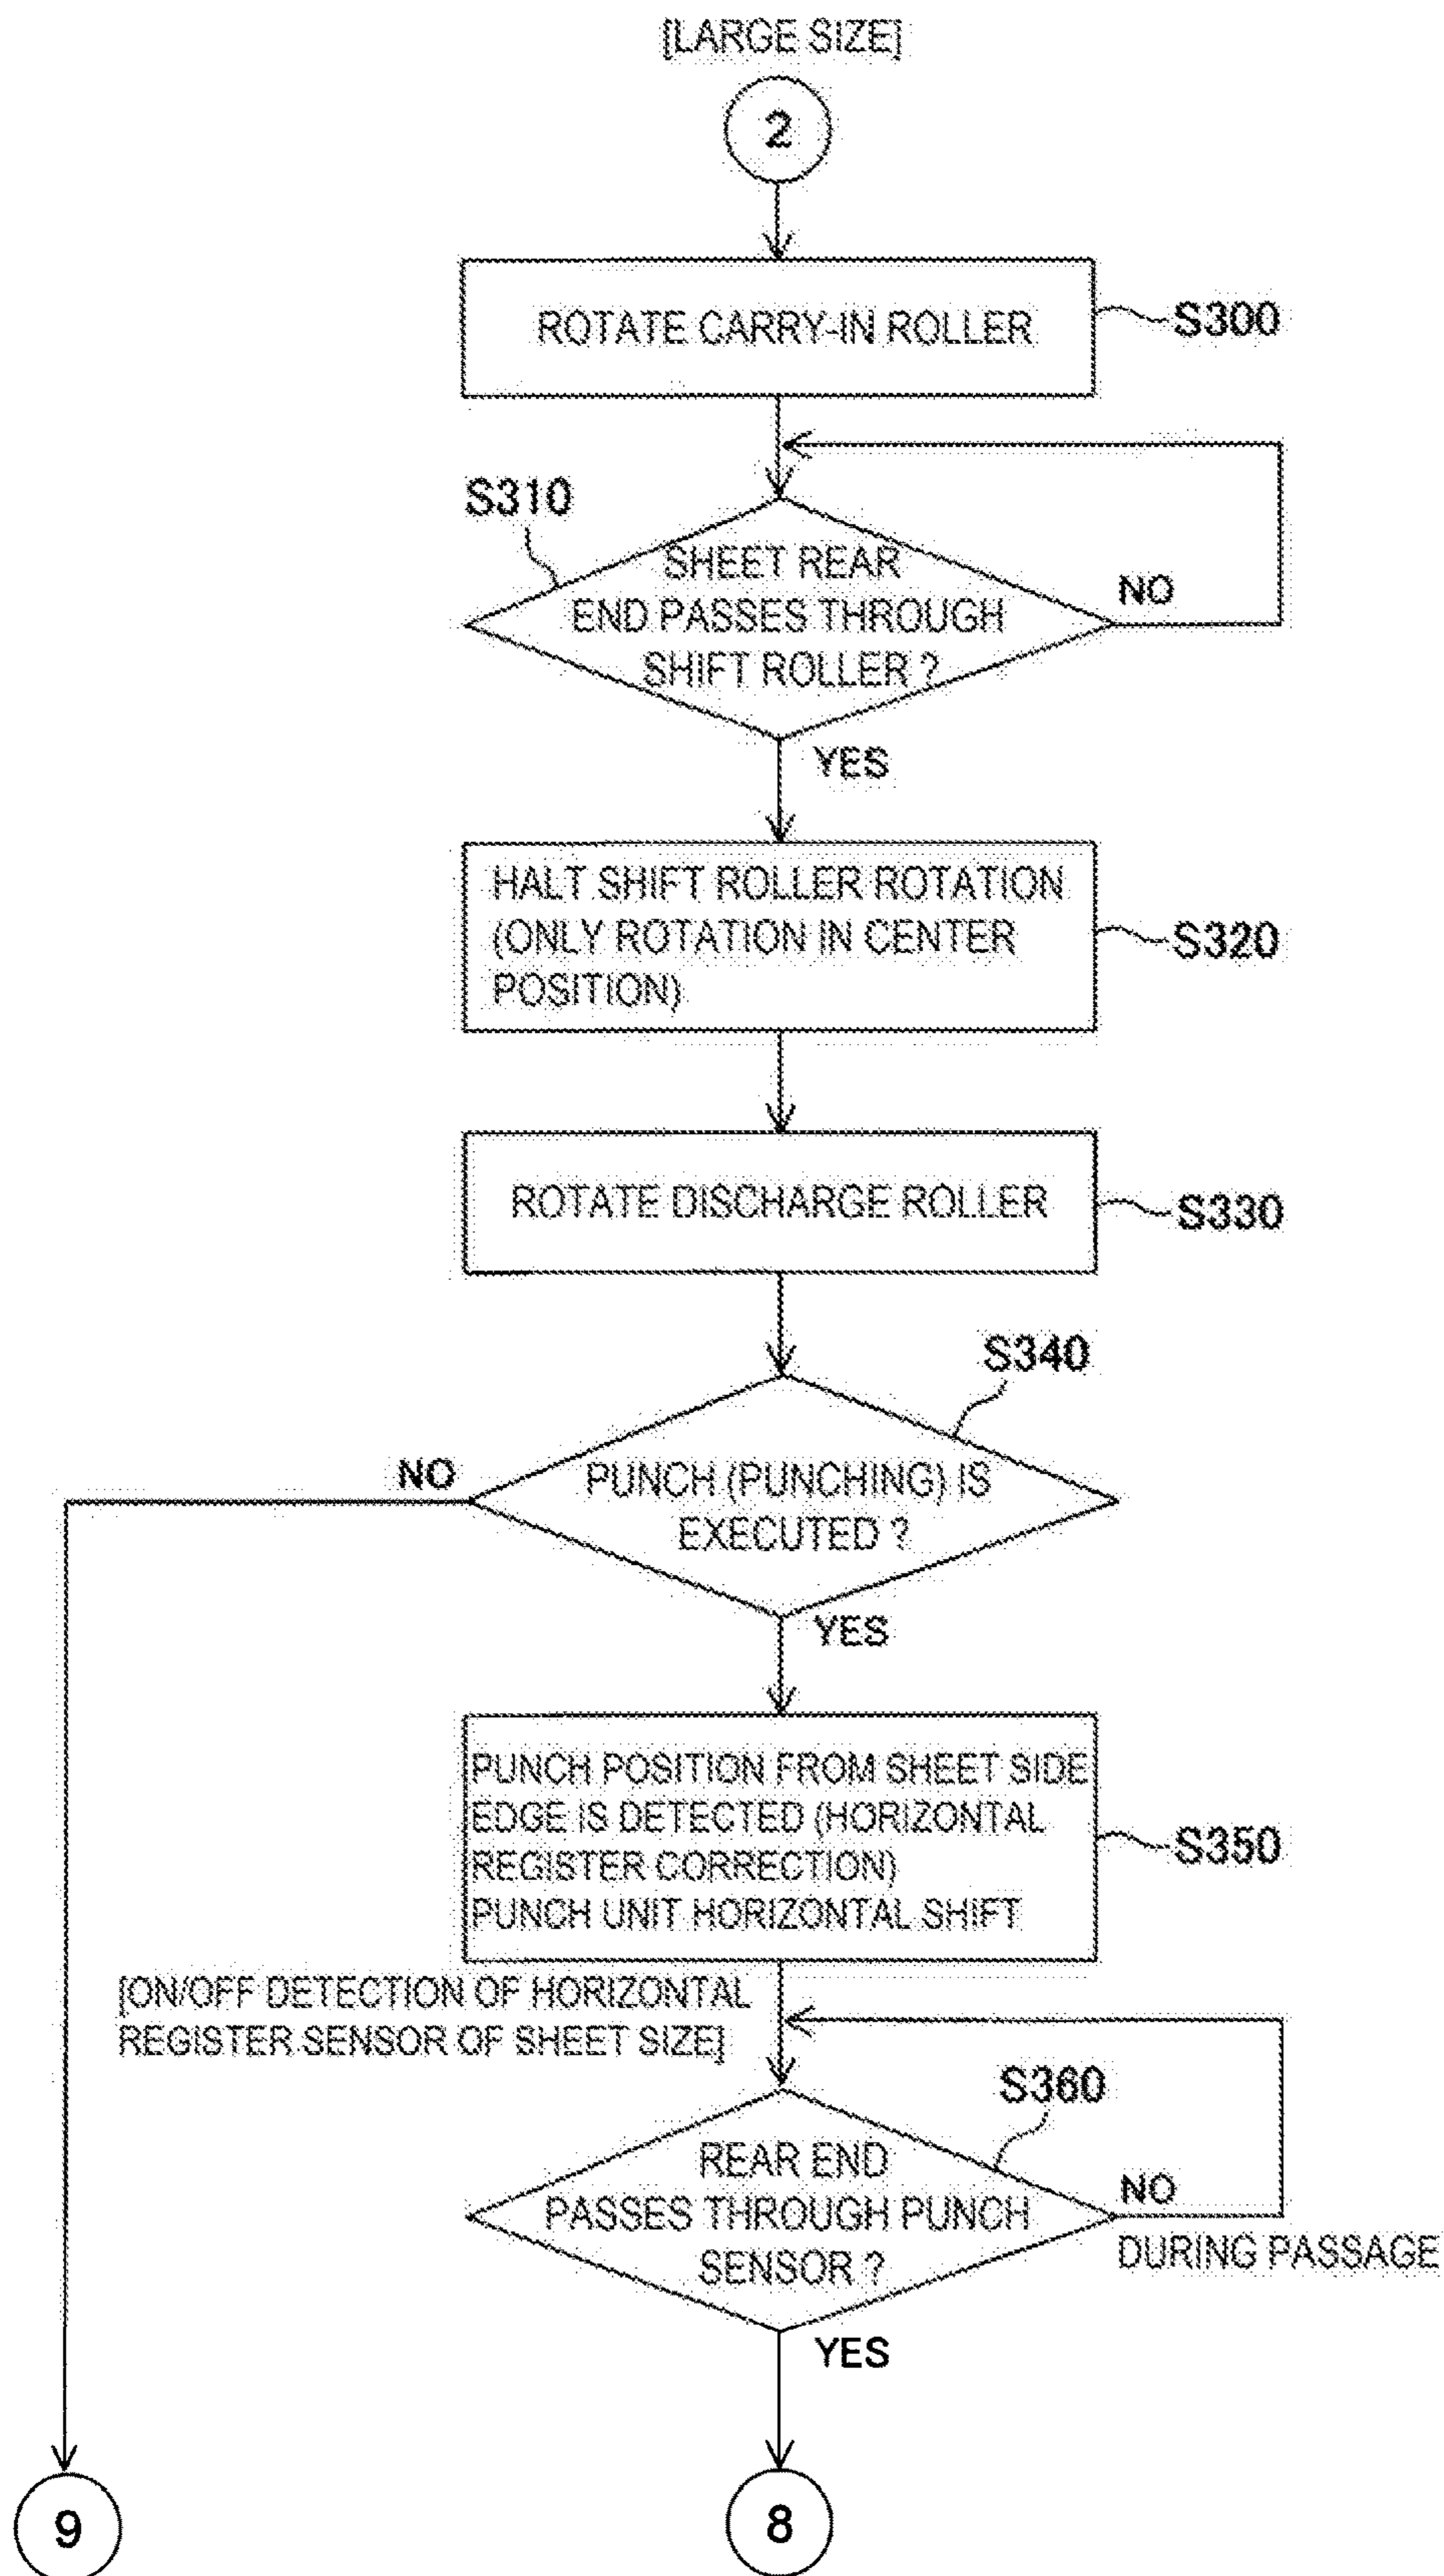 [LARGE SIZE]
2
ROTATE CARRY-IN ROLLER
S300
S310
SHEET REAR
END PASSES THROUGH
SHIFT ROLLER ?
NO
YES
HALT SHIFT ROLLER ROTATION
(ONLY ROTATION IN CENTER
POSITION)
S320
ROTATE DISCHARGE ROLLER
S330
S340
NO
PUNCH (PUNCHING) IS
EXECUTED ?
YES
PUNCH POSITION FROM SHEET SIDE
EDGE IS DETECTED (HORIZONTAL
REGISTER CORRECTION)
PUNCH UNIT HORIZONTAL SHIFT
S350
[ON/OFF DETECTION OF HORIZONTAL
REGISTER SENSOR OF SHEET SIZE]
S360
REAR END
PASSES THROUGH PUNCH
SENSOR ?
NO
DURING PASSAGE
YES
9
8